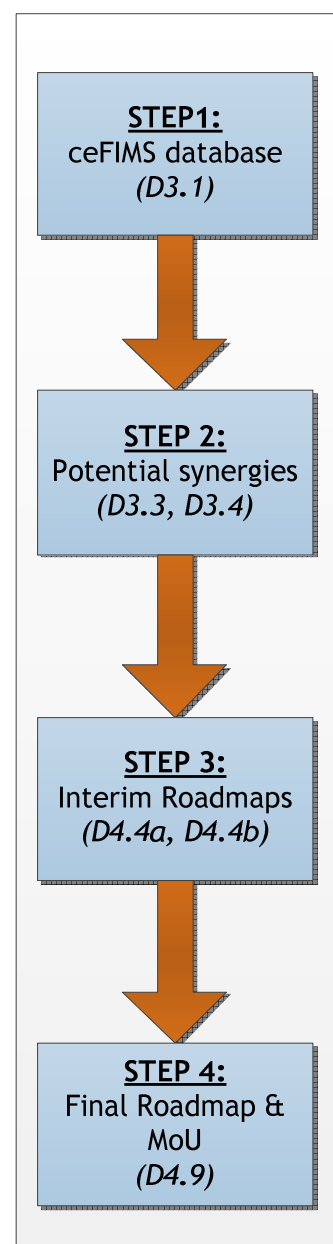 STEP1:
ceFIMS database
(D3.1)
STEP 2:
Potential synergies
(D3.3, D3.4)
STEP 3:
Interim Roadmaps
(D4.4a, D4.4b)
STEP 4:
Final Roadmap &
MoU
(D4.9)